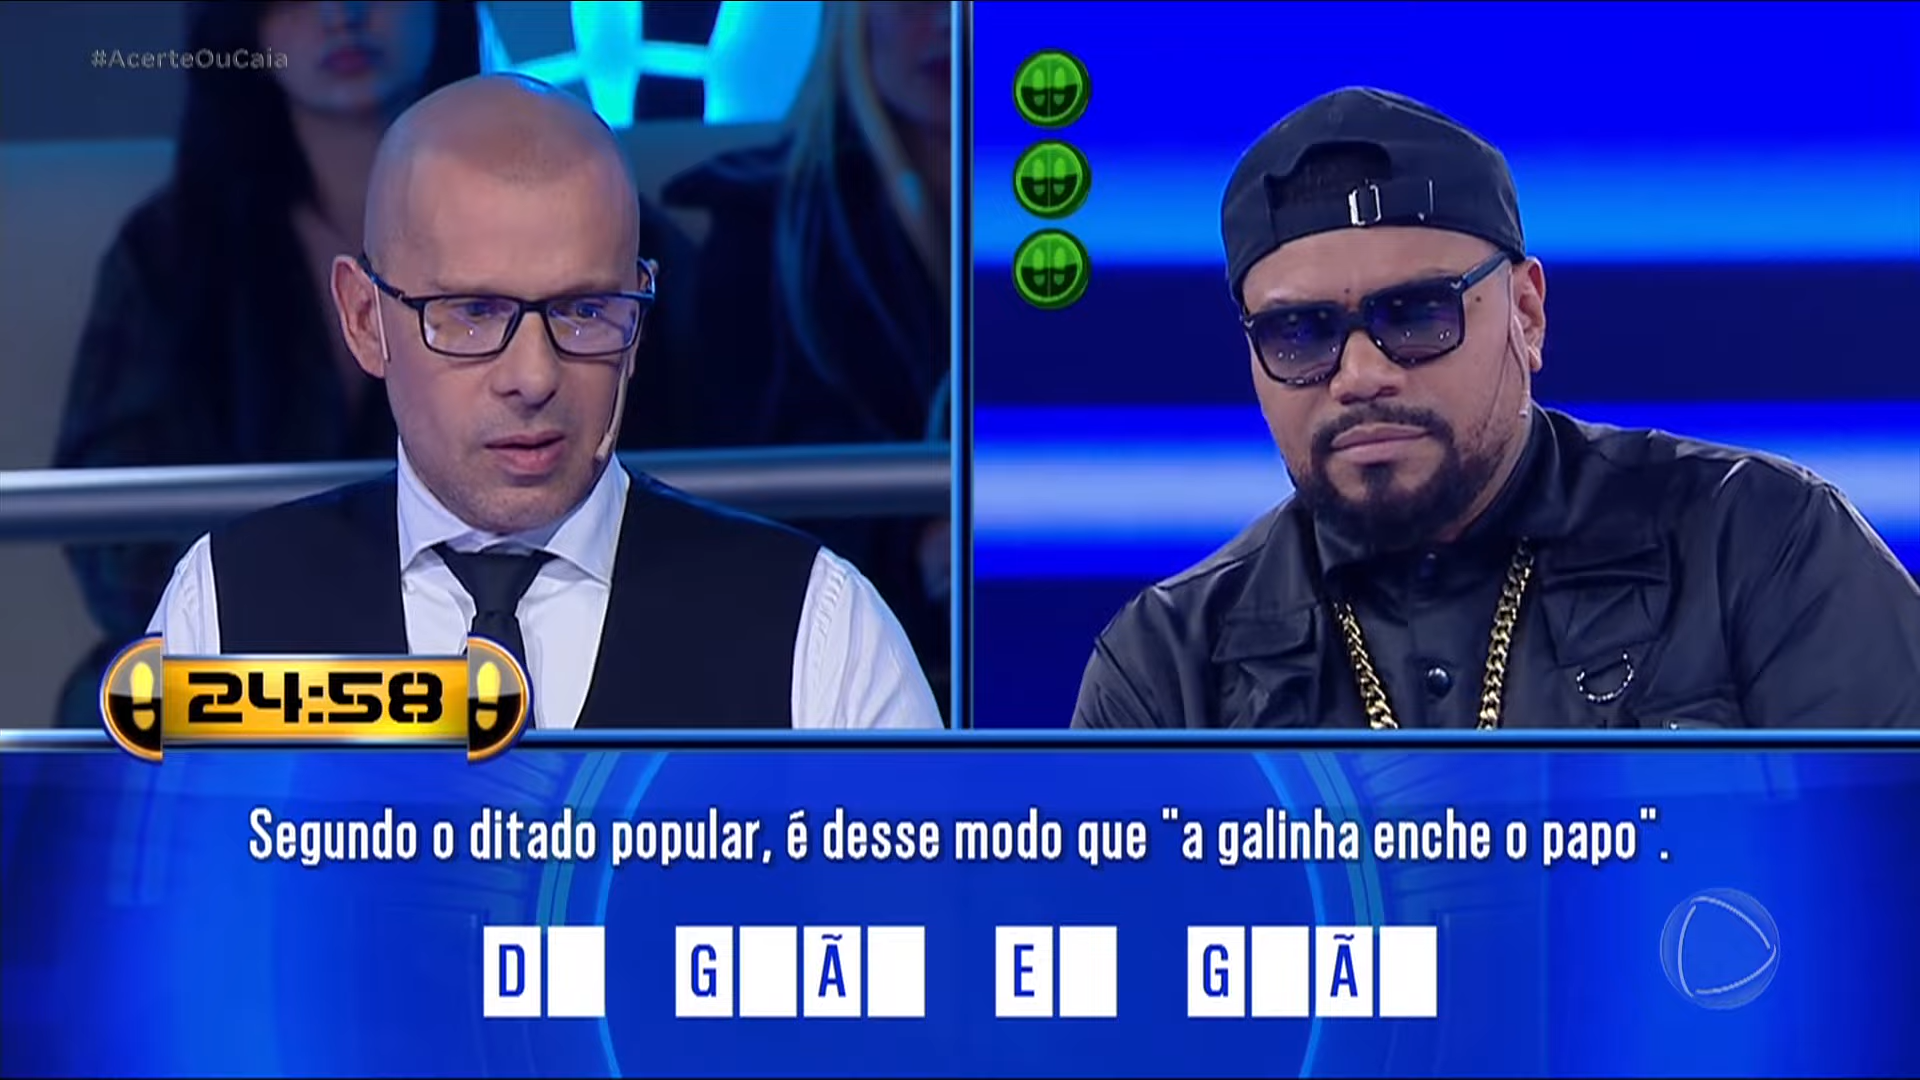 #AcerteOuCaia
24:58
Segundo o ditado popular, é desse modo que "a galinha enche o papo".
D G Ã E G Ã